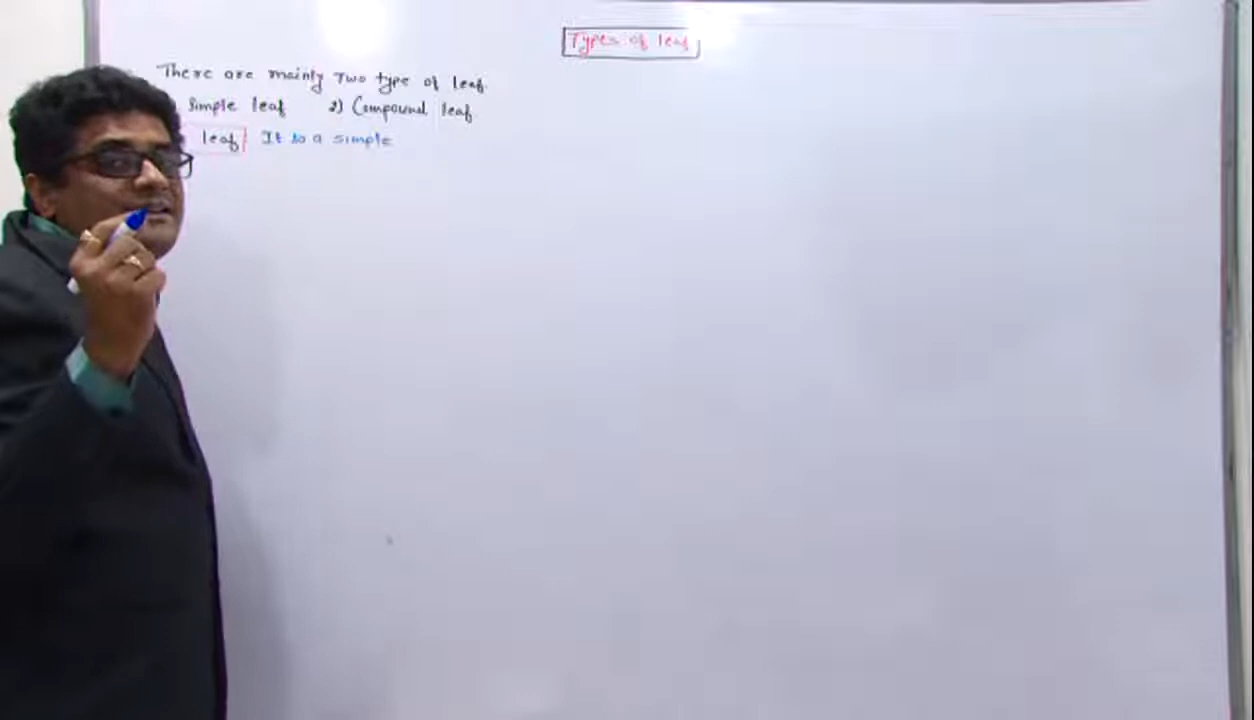 Types of leaf
There are mainly Two type of leaf.
Simple leaf 2) Compound leaf
leaf It is a simple